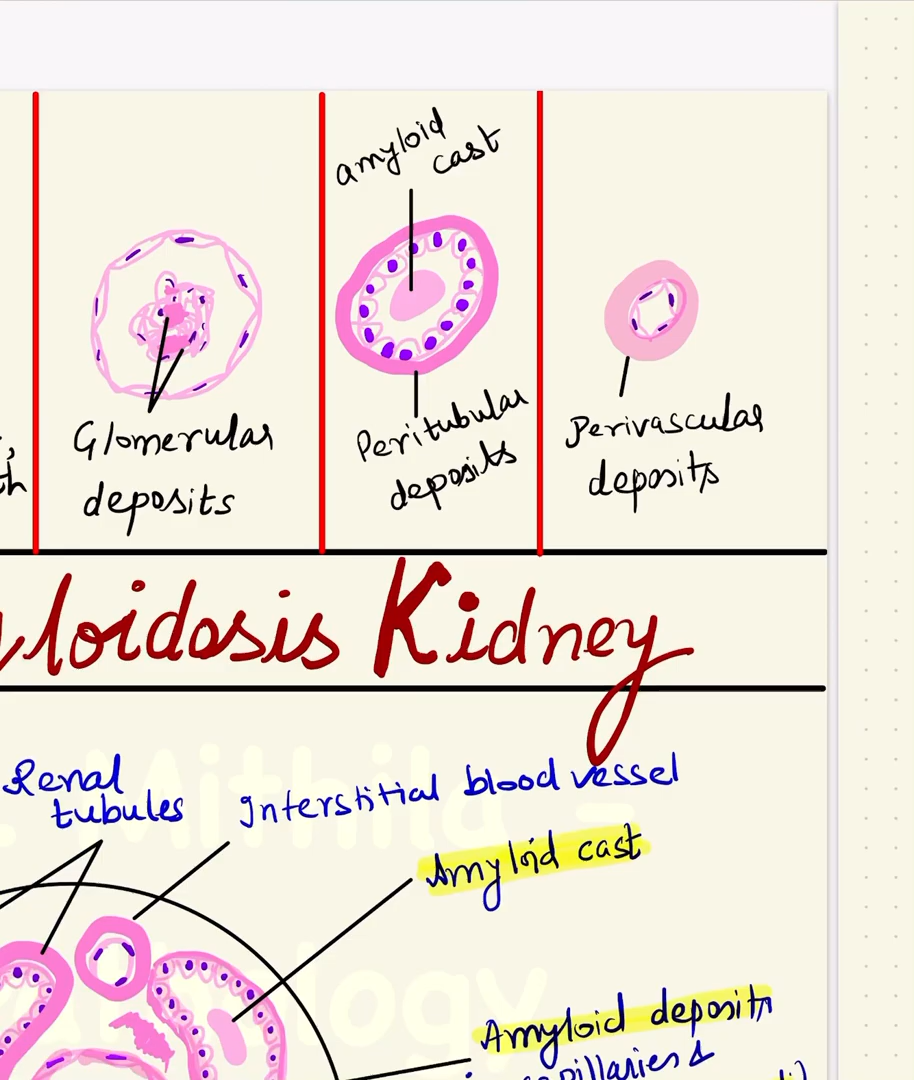 amyloid
cast
Glomerular
deposits
Peritubular
deposits
Perivascular
deposits
Kidney
Renal
tubules
Interstitial blood vessel
Amyloid cast
Amyloid deposits